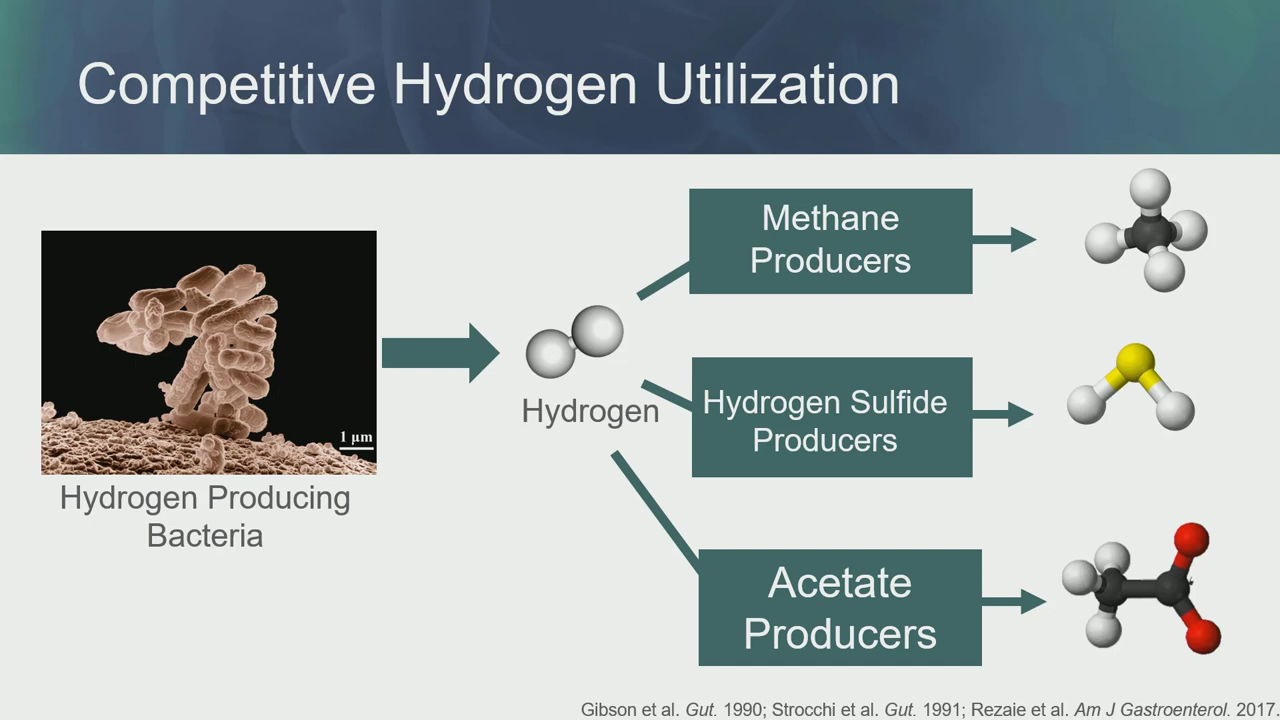 Competitive Hydrogen Utilization
1 µm
Hydrogen Producing
Bacteria
Hydrogen
Methane
Producers
Hydrogen Sulfide
Producers
Acetate
Producers
Gibson et al. Gut. 1990; Strocchi et al. Gut. 1991; Rezaie et al. Am J Gastroenterol. 2017.